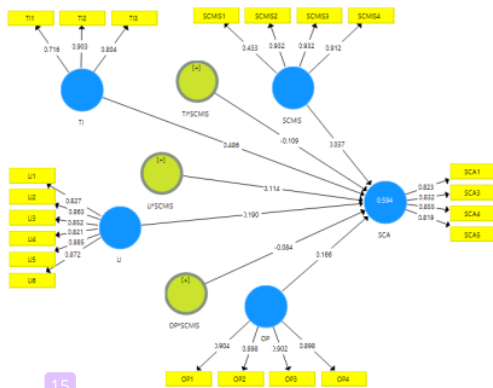 TI1 TI2 TI3
SCMIS1 SCMIS2 SCMIS3 SCMIS4
0.716 0.903 0.804
0.433 0.932 0.932 0.912
[+]
TI
TI*SCMIS
SCMIS
-0.109
0.037
0.486
[+]
LI1
LI2
LI3
LI4
LI5
LI6
0.827
0.863
0.852
0.821
0.885
0.872
LI
LI*SCMIS
0.114
0.190
0.594
SCA
0.823
0.832
0.855
0.819
SCA1
SCA3
SCA4
SCA5
[+]
-0.084
0.166
OP*SCMIS
OP
0.904 0.898 0.902 0.898
OP1 OP2 OP3 OP4
15